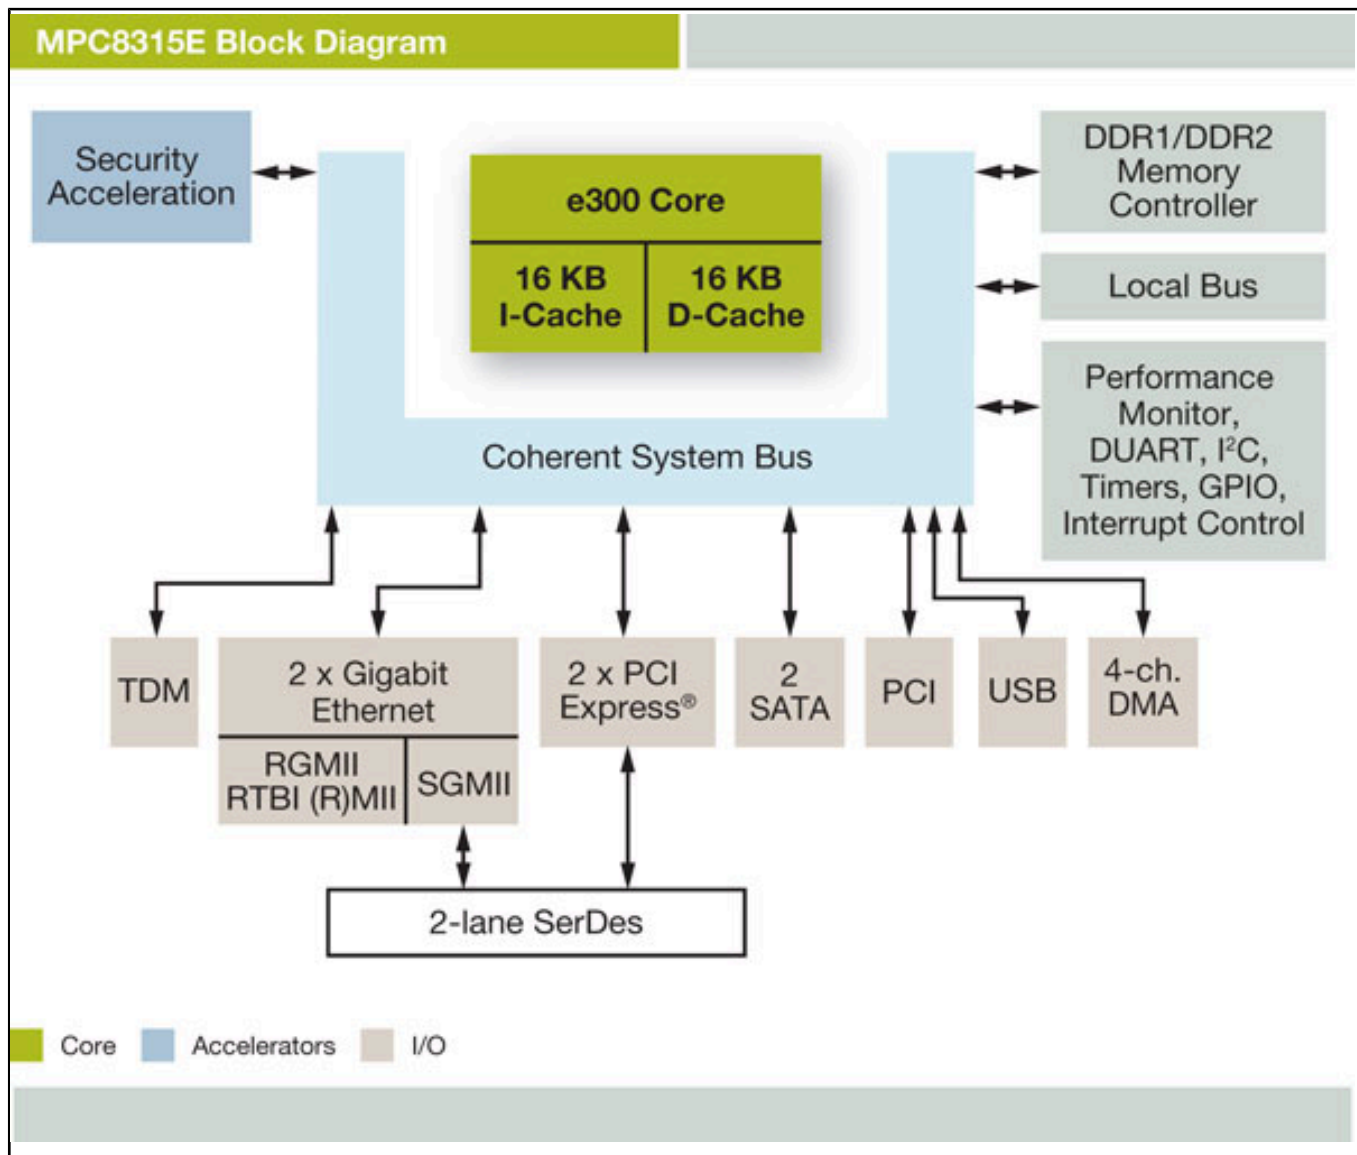 MPC8315E Block Diagram
Security
Acceleration
e300 Core
16 KB
I-Cache
16 KB
D-Cache
DDR1/DDR2
Memory
Controller
Local Bus
Performance
Monitor,
DUART, I²C,
Timers, GPIO,
Interrupt Control
Coherent System Bus
TDM
2 x Gigabit
Ethernet
RGMII
RTBI (R)MII
SGMII
2 x PCI
Express®
2
SATA
PCI
USB
4-ch.
DMA
2-lane SerDes
Core
Accelerators
I/O